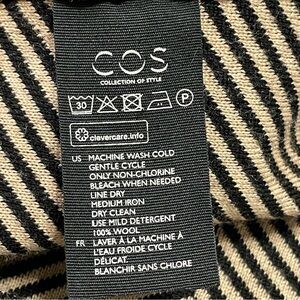 COS
COLLECTION OF STYLE
30 P
clevercare.info
US MACHINE WASH COLD
GENTLE CYCLE
ONLY NON-CHLORINE
BLEACH WHEN NEEDED
LINE DRY
MEDIUM IRON
DRY CLEAN
USE MILD DETERGENT
100% WOOL
FR LAVER À LA MACHINE À
L'EAU FROIDE CYCLE
DÉLICAT
BLANCHIR SANS CHLORE